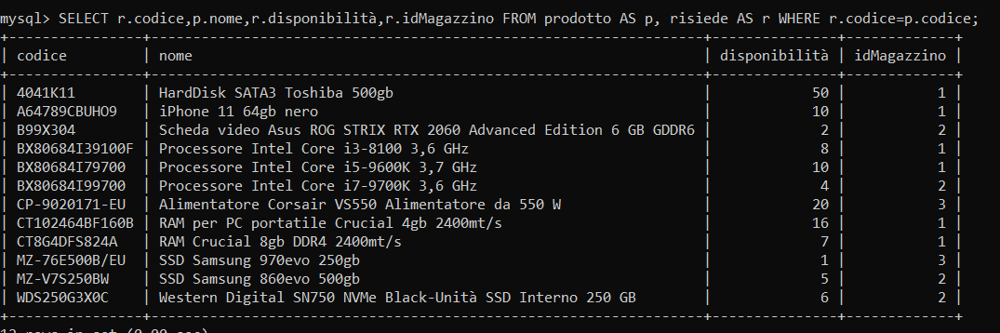 mysql> SELECT r.codice,p.nome,r.disponibilità,r.idMagazzino FROM prodotto AS p, risiede AS r WHERE r.codice=p.codice;
+----------------+----------------------------------------------------------------+---------------+-------------+
| codice | nome | disponibilità | idMagazzino |
+----------------+----------------------------------------------------------------+---------------+-------------+
| 4041K11 | HardDisk SATA3 Toshiba 500gb | 50 | 1 |
| A64789CBUHO9 | iPhone 11 64gb nero | 10 | 1 |
| B99X304 | Scheda video Asus ROG STRIX RTX 2060 Advanced Edition 6 GB GDDR6 | 2 | 2 |
| BX80684I39100F | Processore Intel Core i3-8100 3,6 GHz | 8 | 1 |
| BX80684I79700 | Processore Intel Core i5-9600K 3,7 GHz | 10 | 1 |
| BX80684I99700 | Processore Intel Core i7-9700K 3,6 GHz | 4 | 2 |
| CP-9020171-EU | Alimentatore Corsair VS550 Alimentatore da 550 W | 20 | 3 |
| CT102464BF160B | RAM per PC portatile Crucial 4gb 2400mt/s | 16 | 1 |
| CT8G4DFS824A | RAM Crucial 8gb DDR4 2400mt/s | 7 | 1 |
| MZ-76E500B/EU | SSD Samsung 970evo 250gb | 1 | 3 |
| MZ-V7S250BW | SSD Samsung 860evo 500gb | 5 | 2 |
| WDS250G3X0C | Western Digital SN750 NVMe Black-Unità SSD Interno 250 GB | 6 | 2 |
+----------------+----------------------------------------------------------------+---------------+-------------+